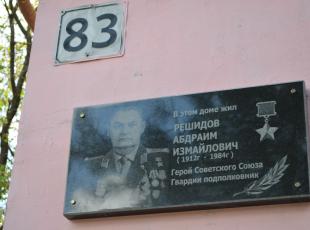 83
В этом доме жил
РЕШИДОВ
АБДРАИМ
ИЗМАЙЛОВИЧ
(1912г - 1984г)
Герой Советского Союза
Гвардии подполковник